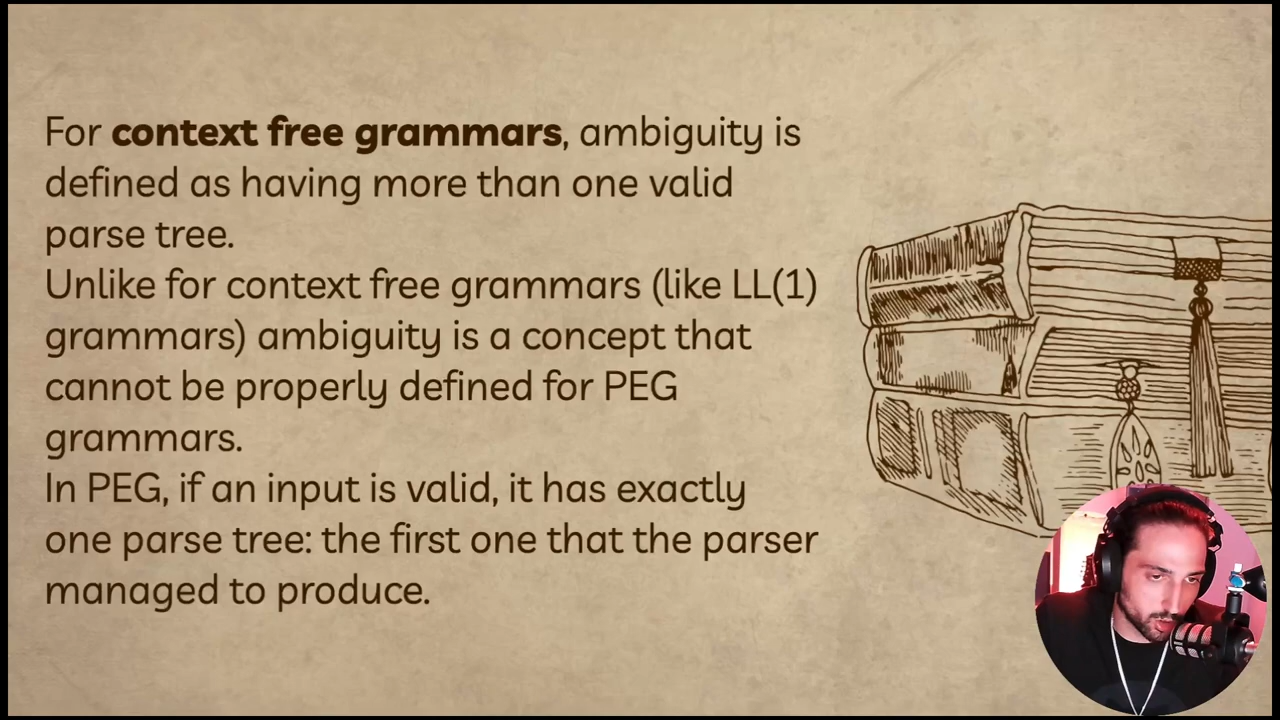 For context free grammars, ambiguity is
defined as having more than one valid
parse tree.
Unlike for context free grammars (like LL(1)
grammars) ambiguity is a concept that
cannot be properly defined for PEG
grammars.
In PEG, if an input is valid, it has exactly
one parse tree: the first one that the parser
managed to produce.